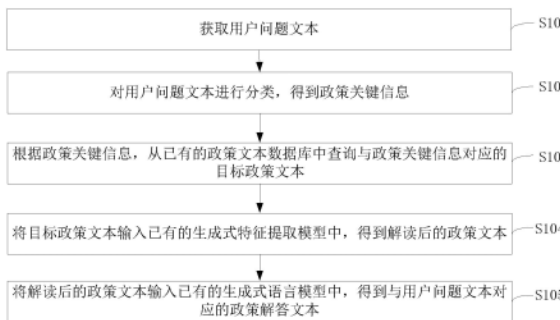 获取用户问题文本
S10
对用户问题文本进行分类，得到政策关键信息
S10
根据政策关键信息，从已有的政策文本数据库中查询与政策关键信息对应的
目标政策文本
S10
将目标政策文本输入已有的生成式特征提取模型中，得到解读后的政策文本
S104
将解读后的政策文本输入已有的生成式语言模型中，得到与用户问题文本对
应的政策解答文本
S105